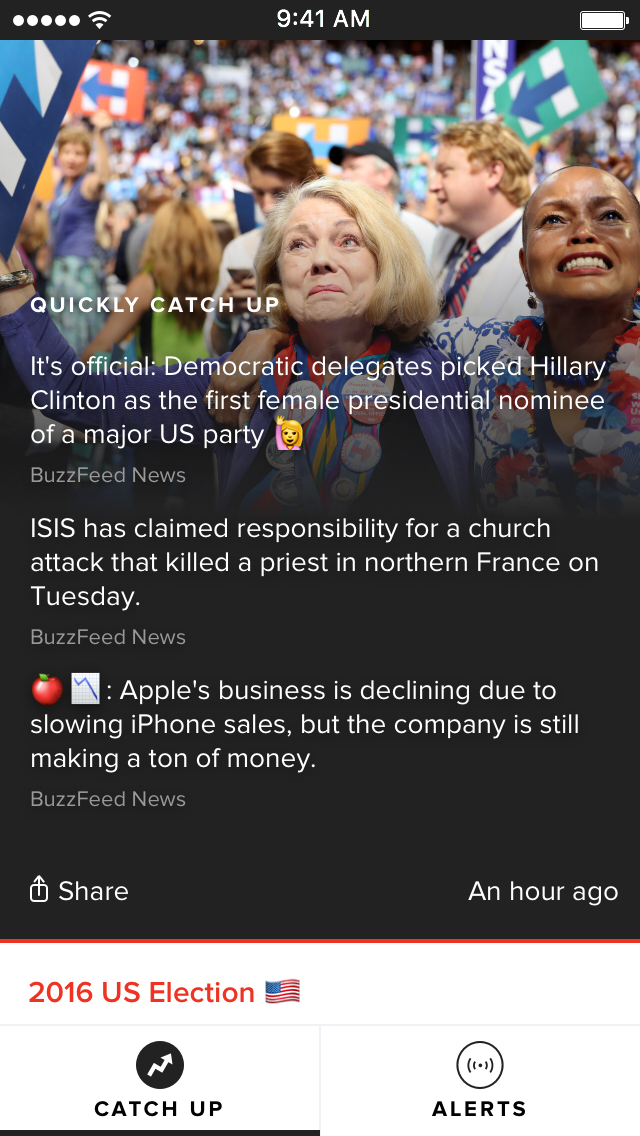 9:41 AM
QUICKLY CATCH UP
It's official: Democratic delegates picked Hillary
Clinton as the first female presidential nominee
of a major US party 🙋
BuzzFeed News
ISIS has claimed responsibility for a church
attack that killed a priest in northern France on
Tuesday.
BuzzFeed News
🍎 📉 : Apple's business is declining due to
slowing iPhone sales, but the company is still
making a ton of money.
BuzzFeed News
Share
An hour ago
2016 US Election 🇺🇸
CATCH UP
ALERTS